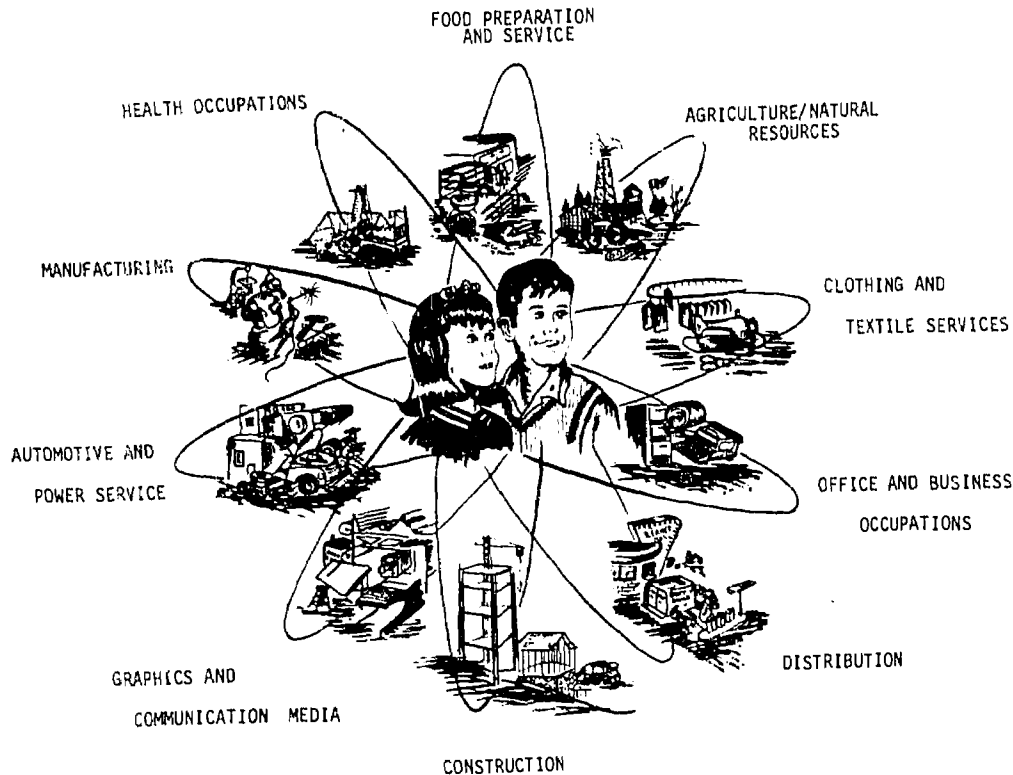 FOOD PREPARATION
AND SERVICE
HEALTH OCCUPATIONS
AGRICULTURE/NATURAL
RESOURCES
MANUFACTURING
CLOTHING AND
TEXTILE SERVICES
AUTOMOTIVE AND
POWER SERVICE
OFFICE AND BUSINESS
OCCUPATIONS
GRAPHICS AND
COMMUNICATION MEDIA
DISTRIBUTION
CONSTRUCTION